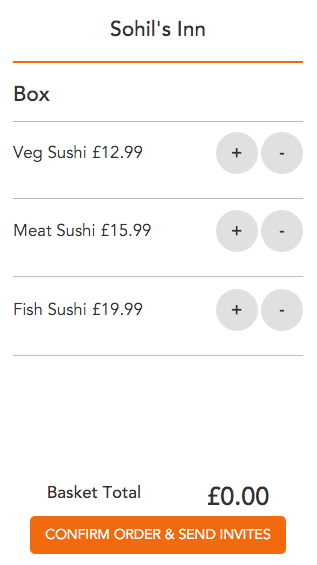 Sohil's Inn
Box
Veg Sushi £12.99 + -
Meat Sushi £15.99 + -
Fish Sushi £19.99 + -
Basket Total £0.00
CONFIRM ORDER & SEND INVITES